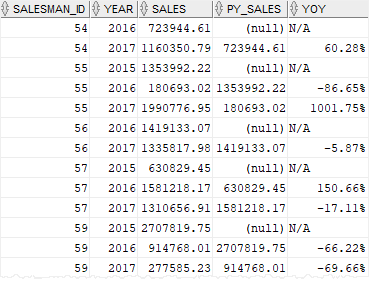 SALESMAN_ID YEAR SALES PY_SALES YOY
54 2016 723944.61 (null) N/A
54 2017 1160350.79 723944.61 60.28%
55 2015 1353992.22 (null) N/A
55 2016 180693.02 1353992.22 -86.65%
55 2017 1990776.95 180693.02 1001.75%
56 2016 1419133.07 (null) N/A
56 2017 1335817.98 1419133.07 -5.87%
57 2015 630829.45 (null) N/A
57 2016 1581218.17 630829.45 150.66%
57 2017 1310656.91 1581218.17 -17.11%
59 2015 2707819.75 (null) N/A
59 2016 914768.01 2707819.75 -66.22%
59 2017 277585.23 914768.01 -69.66%